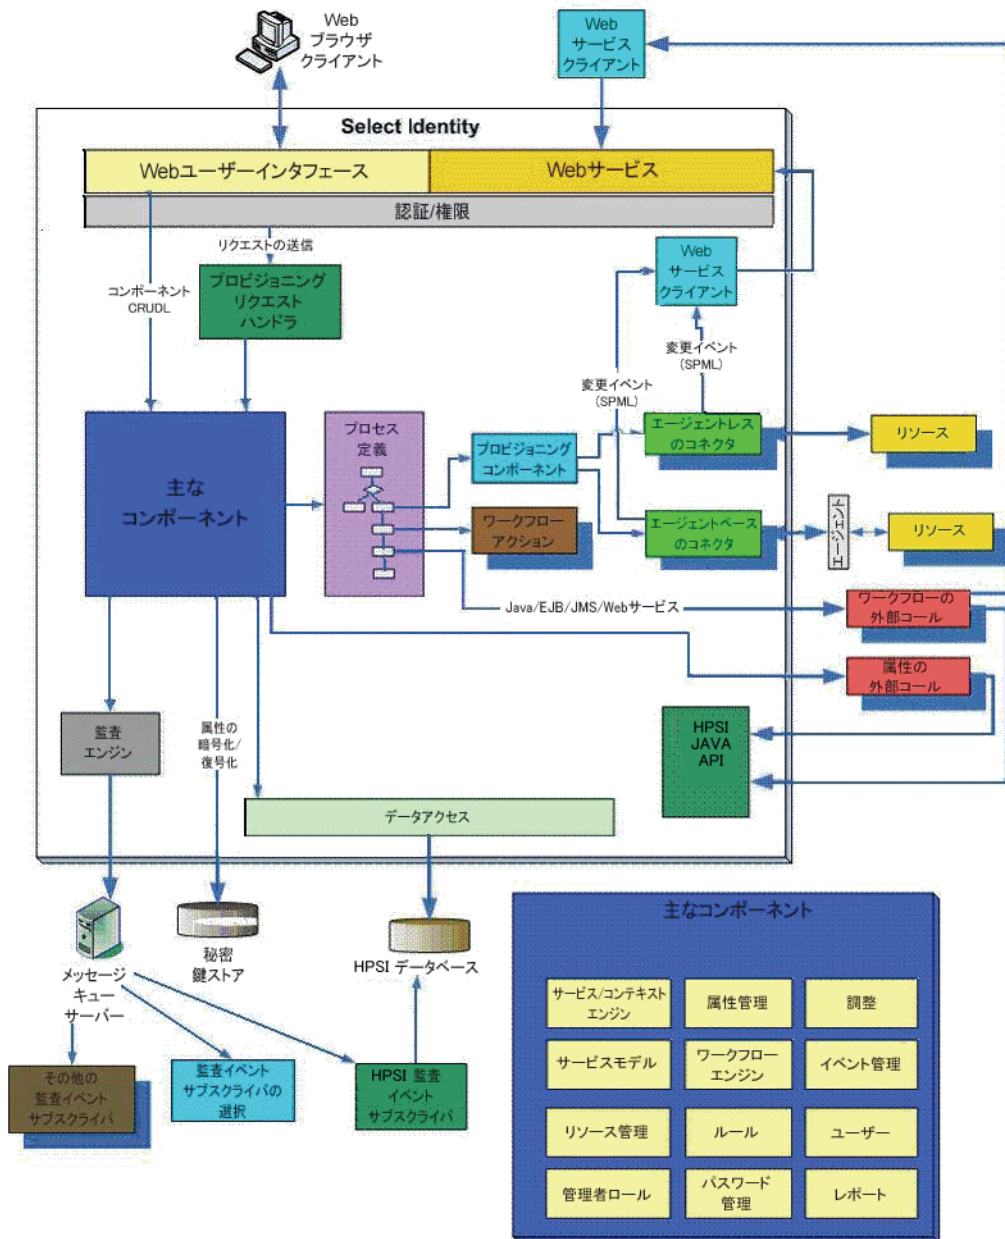 Web
ブラウザ
クライアント
Web
サービス
クライアント
Select Identity
Webユーザーインタフェース
Webサービス
認証/権限
リクエストの送信
コンポーネント
CRUDL
プロビジョニング
リクエスト
ハンドラ
Web
サービス
クライアント
変更イベント
(SPML)
変更イベント
(SPML)
主な
コンポーネント
プロセス
定義
プロビジョニング
コンポーネント
エージェントレス
のコネクタ
リソース
ワークフロー
アクション
エージェントベース
のコネクタ
エージェント
リソース
Java/EJB/JMS/Webサービス
ワークフローの
外部コール
属性の
外部コール
監査
エンジン
属性の
暗号化/
復号化
HPSI
JAVA
API
データアクセス
メッセージ
キュー
サーバー
秘密
鍵ストア
HPSI データベース
その他の
監査イベント
サブスクライバ
監査イベント
サブスクライバの
選択
HPSI 監査
イベント
サブスクライバ
主なコンポーネント
サービス/コンテキスト
エンジン
属性管理
調整
サービスモデル
ワークフロー
エンジン
イベント管理
リソース管理
ルール
ユーザー
管理者ロール
パスワード
管理
レポート